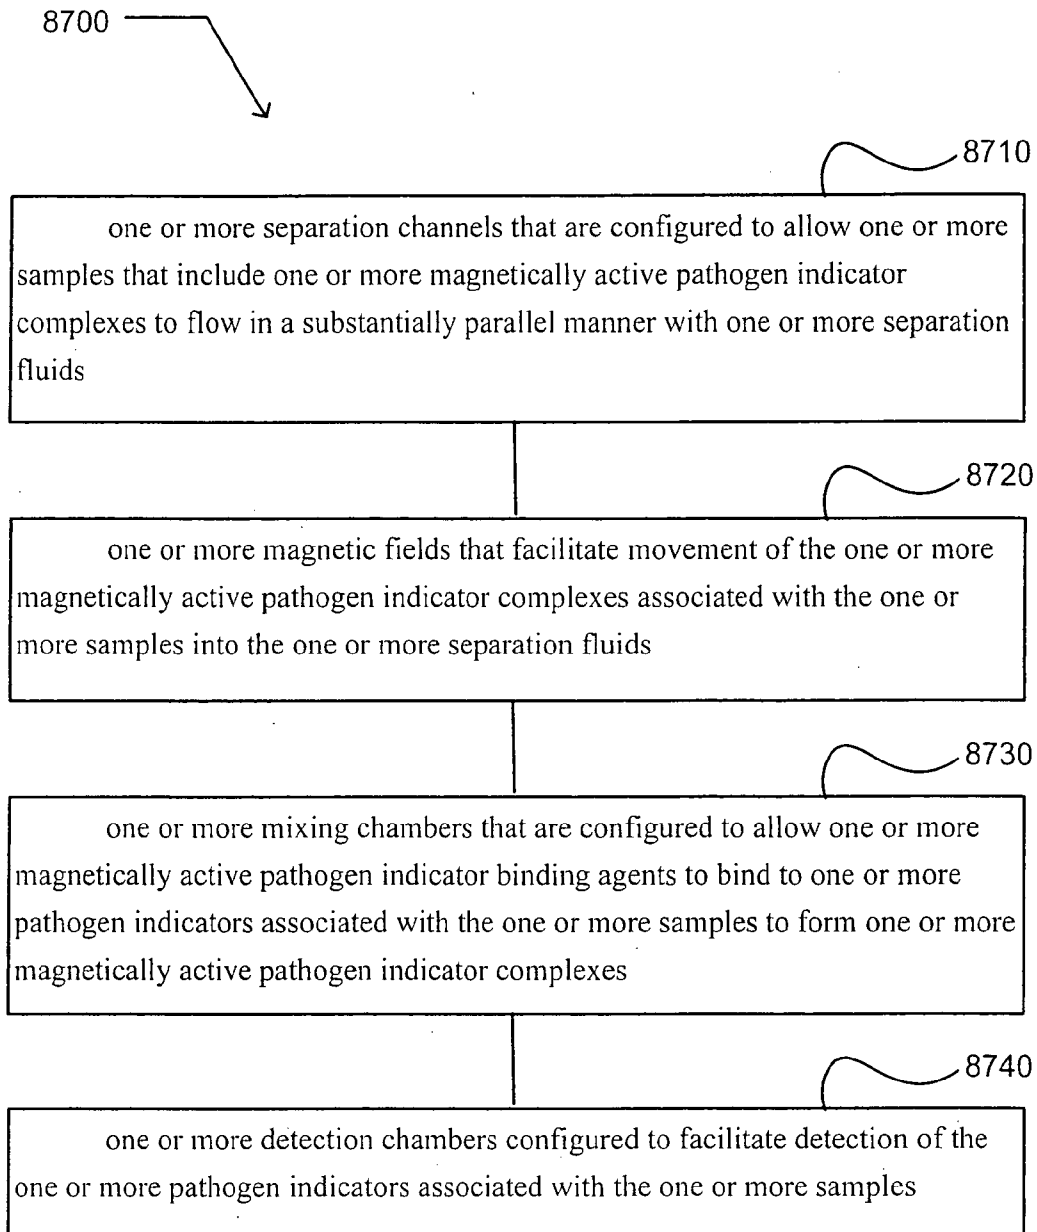 8700
8710
one or more separation channels that are configured to allow one or more
samples that include one or more magnetically active pathogen indicator
complexes to flow in a substantially parallel manner with one or more separation
fluids
8720
one or more magnetic fields that facilitate movement of the one or more
magnetically active pathogen indicator complexes associated with the one or
more samples into the one or more separation fluids
8730
one or more mixing chambers that are configured to allow one or more
magnetically active pathogen indicator binding agents to bind to one or more
pathogen indicators associated with the one or more samples to form one or more
magnetically active pathogen indicator complexes
8740
one or more detection chambers configured to facilitate detection of the
one or more pathogen indicators associated with the one or more samples